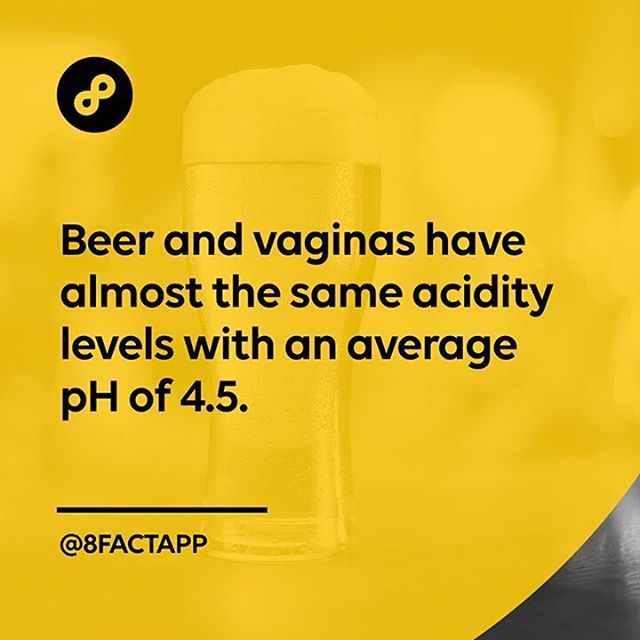 Beer and vaginas have
almost the same acidity
levels with an average
pH of 4.5.
@8FACTAPP